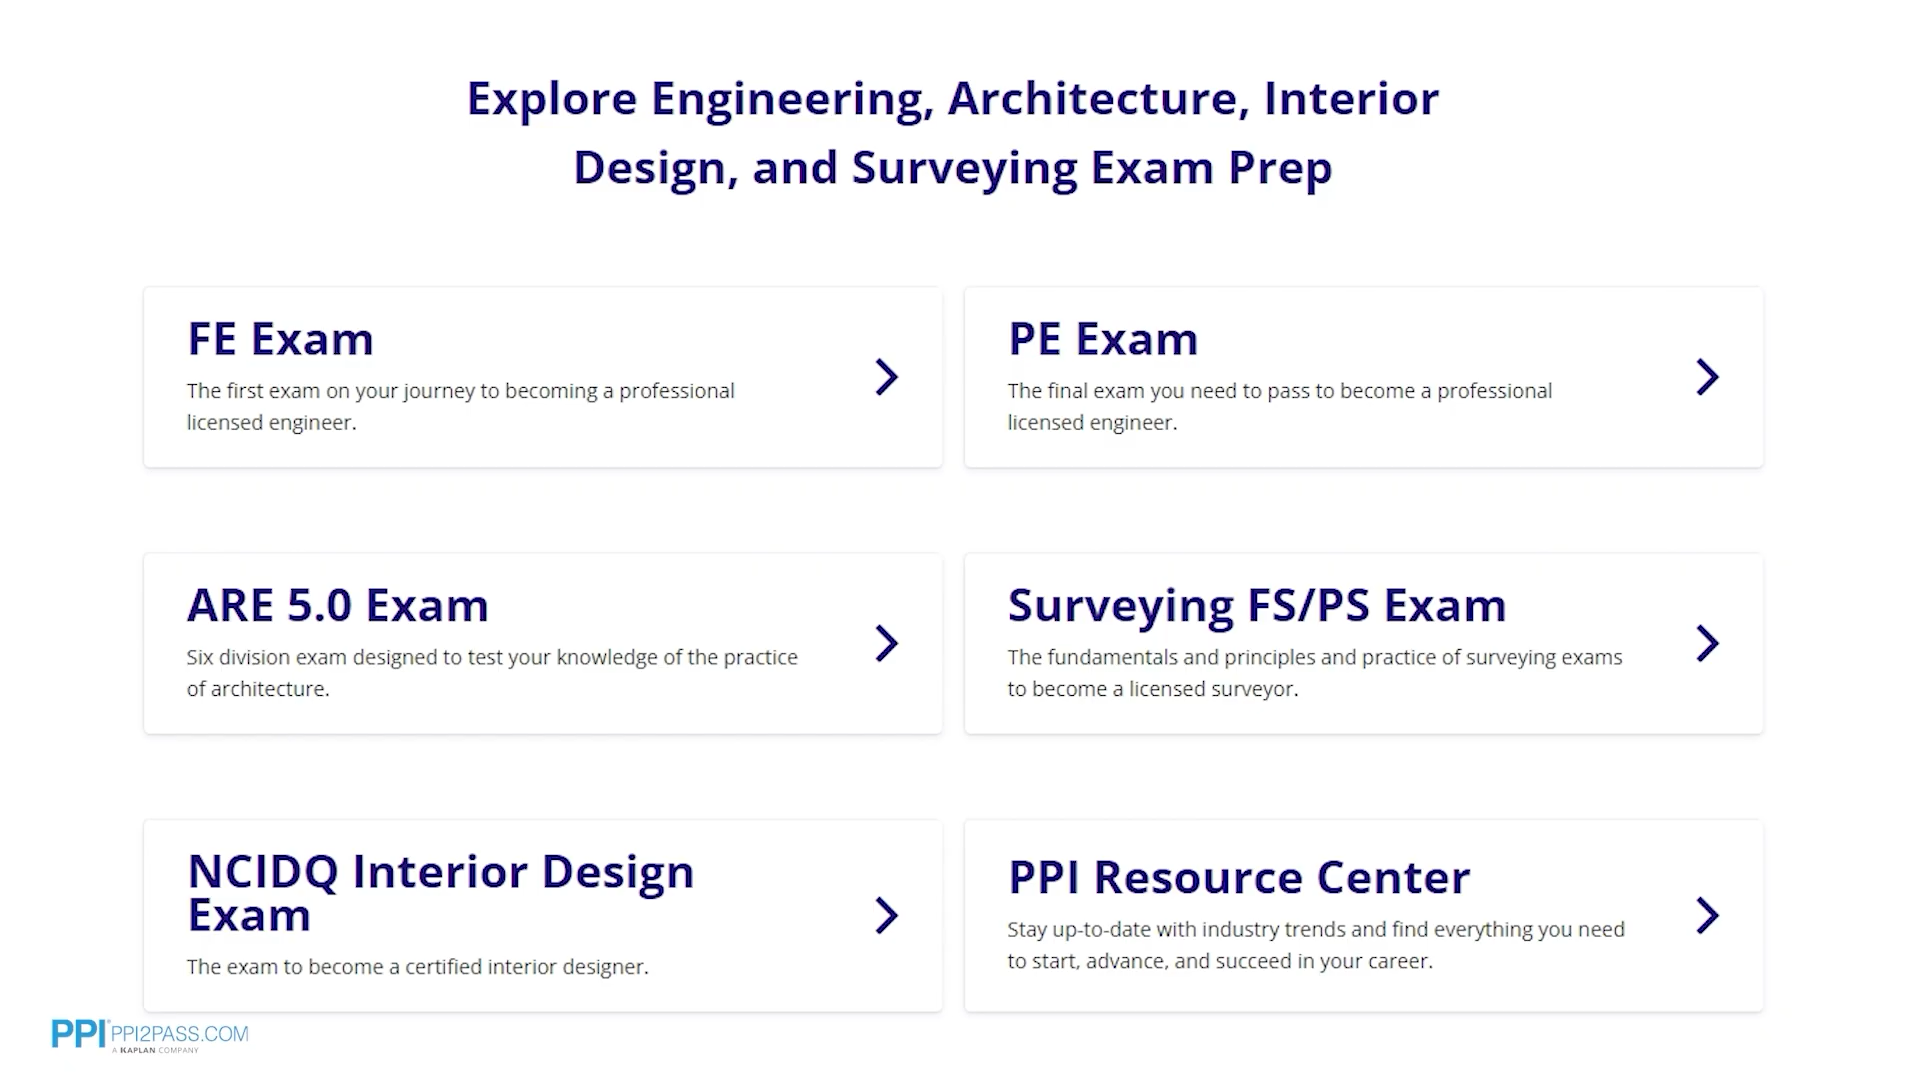 Explore Engineering, Architecture, Interior
Design, and Surveying Exam Prep
FE Exam
The first exam on your journey to becoming a professional
licensed engineer.
PE Exam
The final exam you need to pass to become a professional
licensed engineer.
ARE 5.0 Exam
Six division exam designed to test your knowledge of the practice
of architecture.
Surveying FS/PS Exam
The fundamentals and principles and practice of surveying exams
to become a licensed surveyor.
NCIDQ Interior Design
Exam
The exam to become a certified interior designer.
PPI Resource Center
Stay up-to-date with industry trends and find everything you need
to start, advance, and succeed in your career.
PPI PPI2PASS.COM
A KAPLAN COMPANY